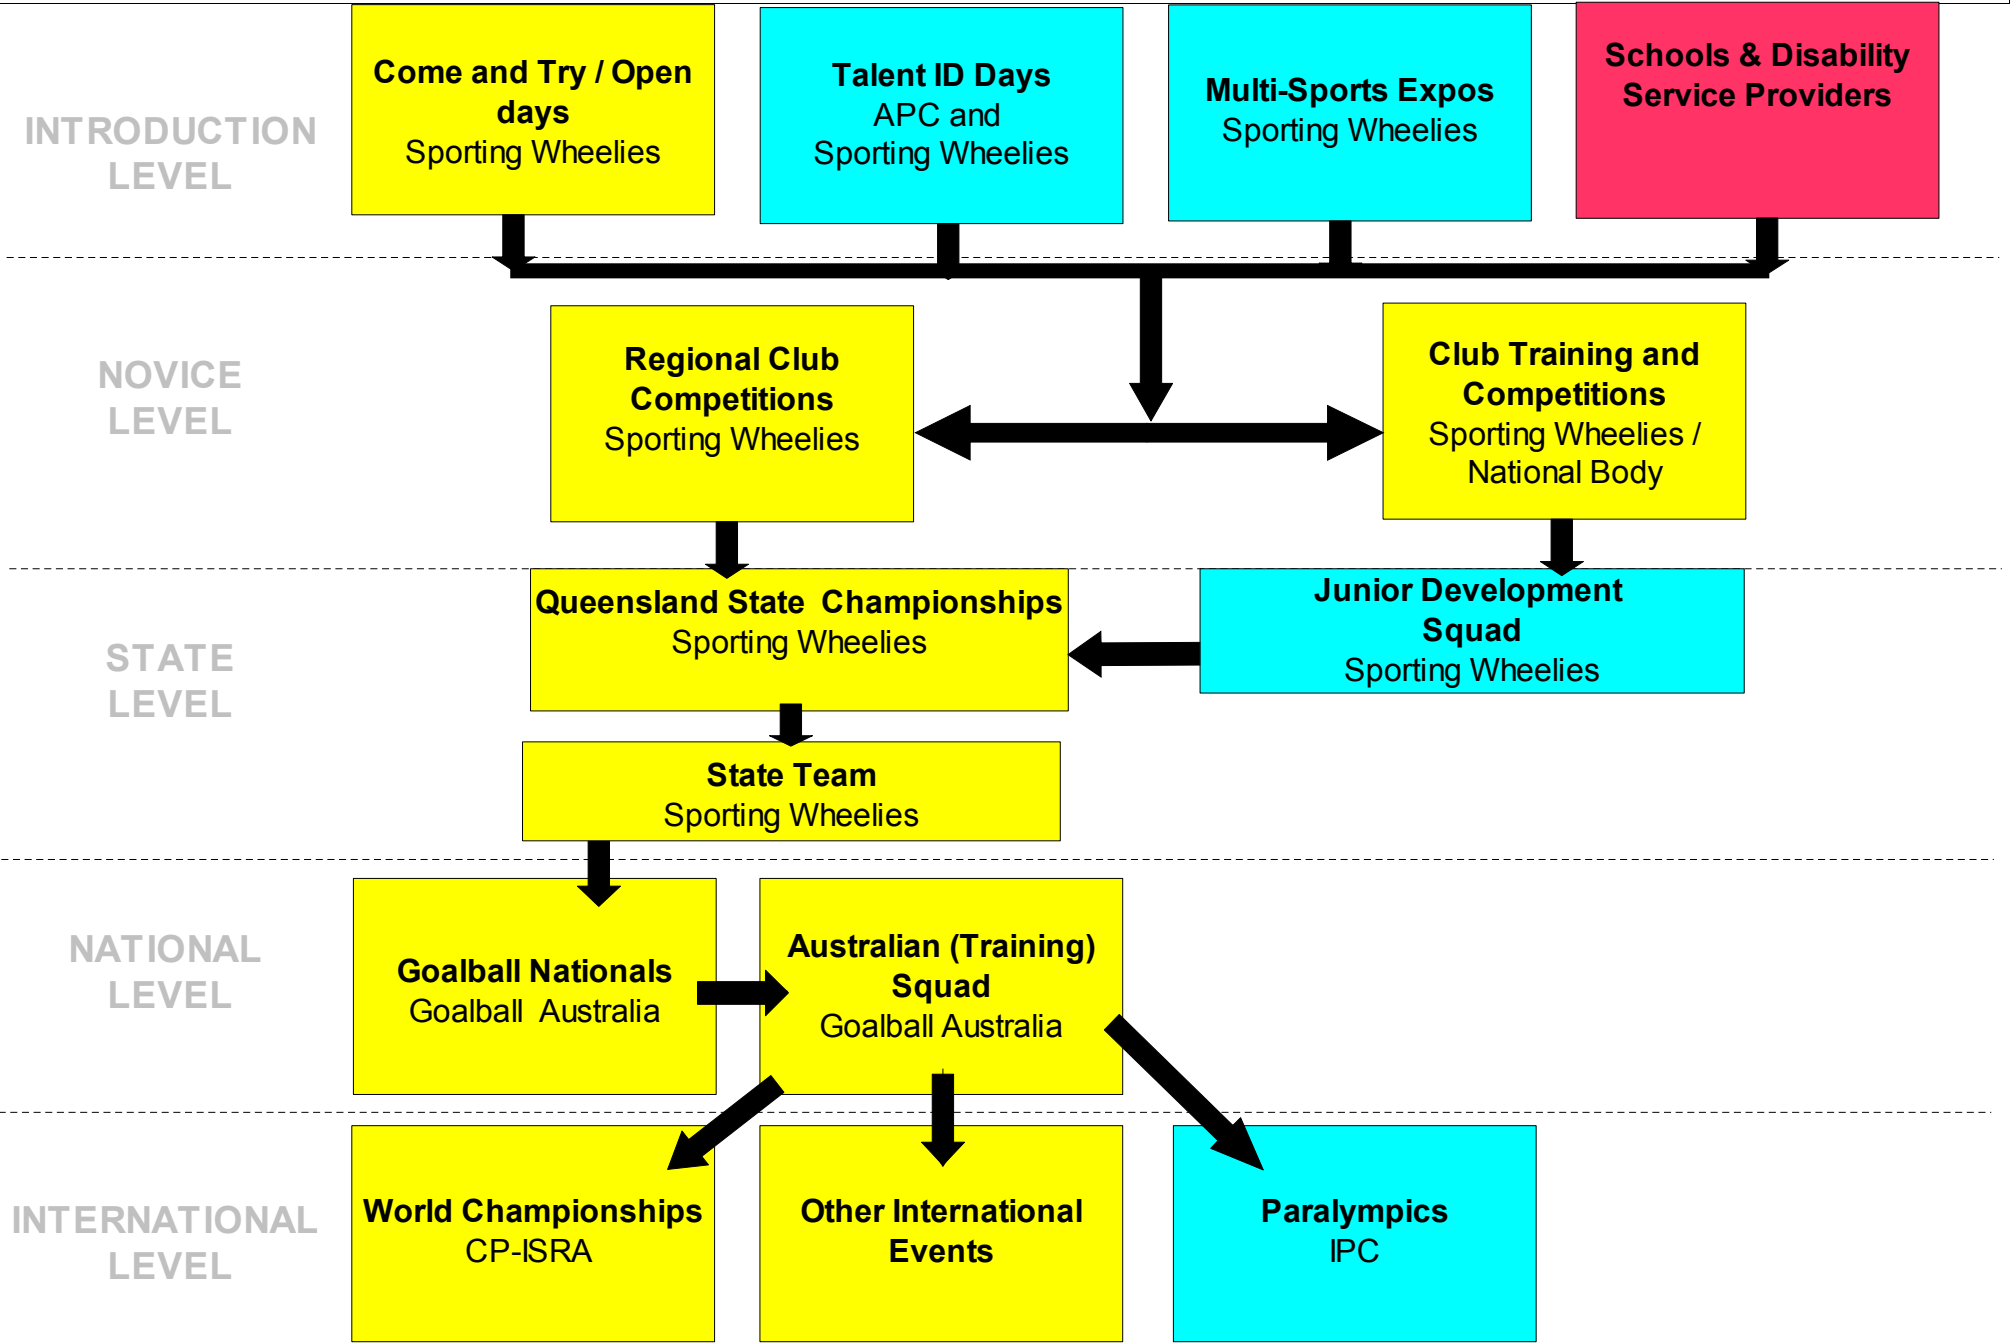 INTRODUCTION
LEVEL
Come and Try / Open
days
Sporting Wheelies
Talent ID Days
APC and
Sporting Wheelies
Multi-Sports Expos
Sporting Wheelies
Schools & Disability
Service Providers
NOVICE
LEVEL
Regional Club
Competitions
Sporting Wheelies
Club Training and
Competitions
Sporting Wheelies /
National Body
STATE
LEVEL
Queensland State Championships
Sporting Wheelies
Junior Development
Squad
Sporting Wheelies
State Team
Sporting Wheelies
NATIONAL
LEVEL
Goalball Nationals
Goalball Australia
Australian (Training)
Squad
Goalball Australia
INTERNATIONAL
LEVEL
World Championships
CP-ISRA
Other International
Events
Paralympics
IPC